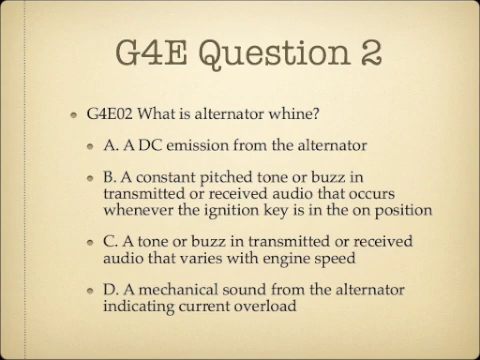 G4E Question 2
G4E02 What is alternator whine?
A. A DC emission from the alternator
B. A constant pitched tone or buzz in
transmitted or received audio that occurs
whenever the ignition key is in the on position
C. A tone or buzz in transmitted or received
audio that varies with engine speed
D. A mechanical sound from the alternator
indicating current overload